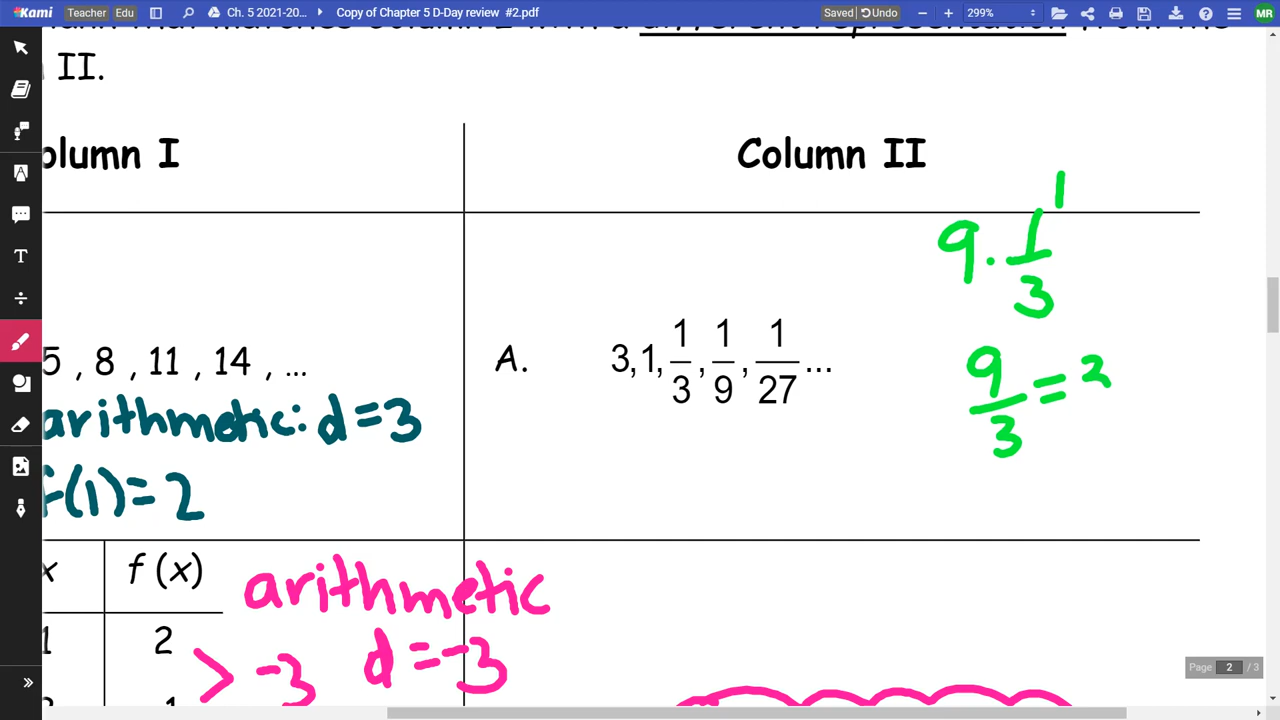 Kami Teacher Edu Ch. 5 2021-20... Copy of Chapter 5 D-Day review #2.pdf Saved Undo 299% MR
II.
olumn I Column II
9 · 1/3 ^1
5 , 8 , 11 , 14 , ... A. 3, 1, 1/3, 1/9, 1/27 ...
9/3 =
arithmetic: d=3
f(1)=2
x f(x) arithmetic
1 2 d=-3
> -3
Page 2 / 3